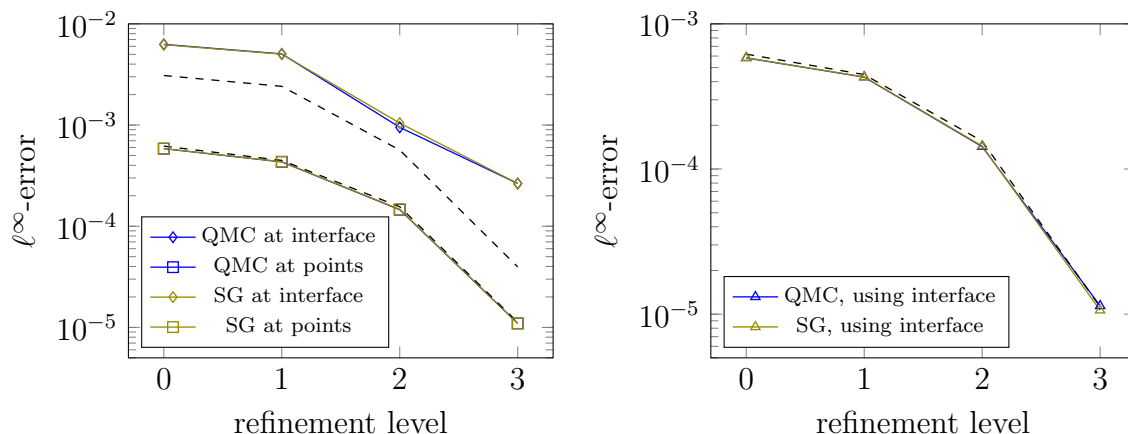 10⁻²
10⁻³
10⁻⁴
10⁻⁵
ℓ∞-error
QMC at interface
QMC at points
SG at interface
SG at points
0 1 2 3
refinement level
10⁻³
10⁻⁴
10⁻⁵
ℓ∞-error
QMC, using interface
SG, using interface
0 1 2 3
refinement level